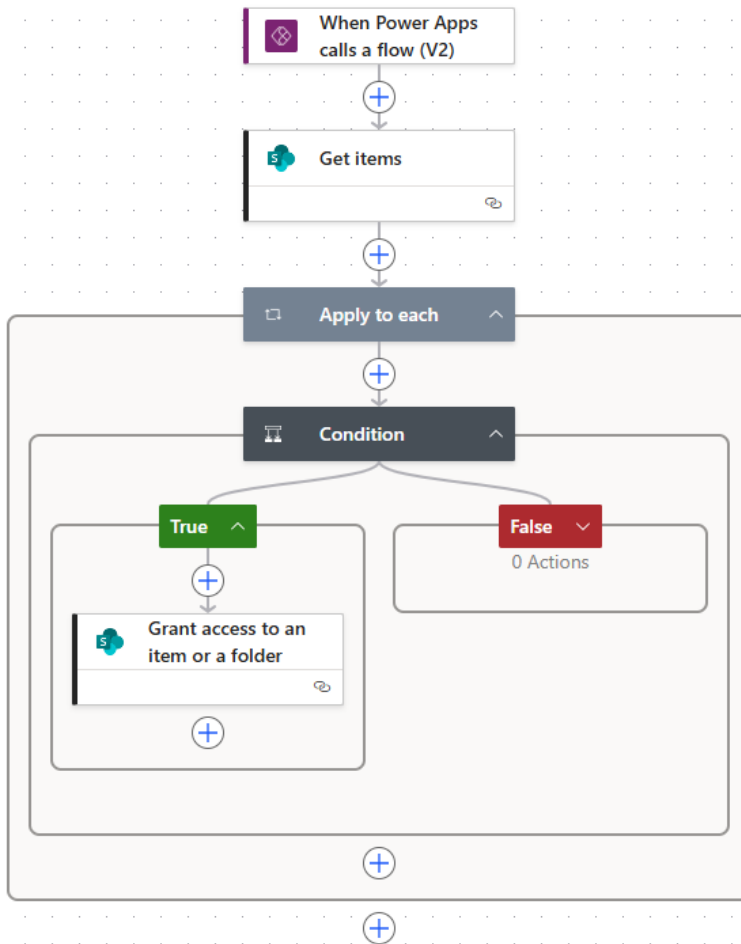 When Power Apps
calls a flow (V2)
Get items
Apply to each
Condition
True
False
0 Actions
Grant access to an
item or a folder